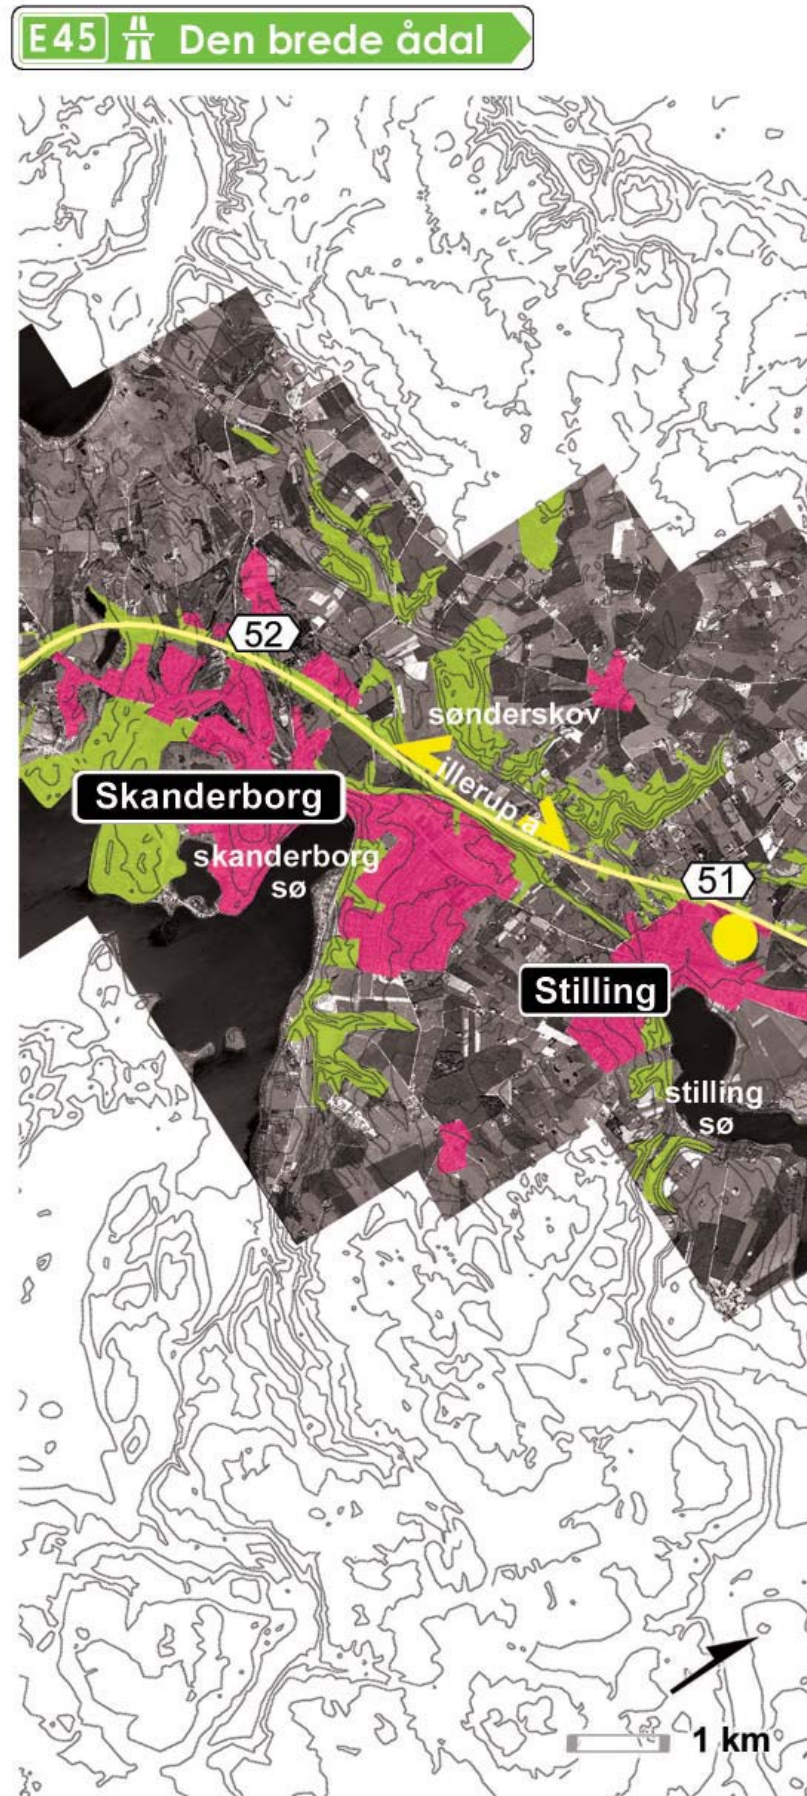 E45 Den brede ådal
52
sønderskov
illerup å
Skanderborg
skanderborg
sø
51
Stilling
stilling
sø
1 km